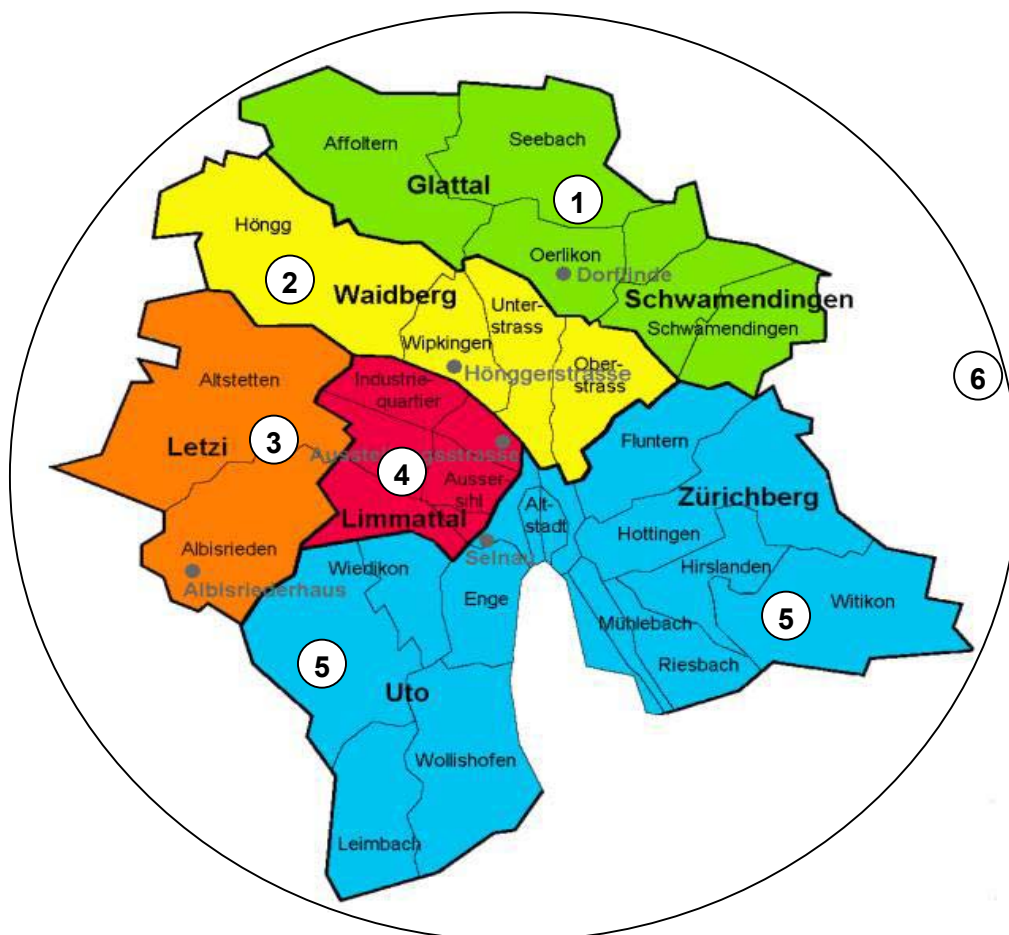 Seebach
Affoltern
Glattal
1
Höngg
Oerlikon
Dorflinde
2
Waidberg
Unter-
strass
Schwamendingen
Schwamendingen
Wipkingen
Hönggerstrasse
Ober-
strass
6
Altstetten
Industrie-
quartier
Letzi
3
Fluntern
4
Ausser-
sihl
Zürichberg
Limmattal
Alt-
stadt
Hottingen
Selnau
Albisrieden
Albisriederhaus
Wiedikon
Hirslanden
Enge
Witikon
5
Mühlebach
5
Riesbach
Uto
Wollishofen
Leimbach